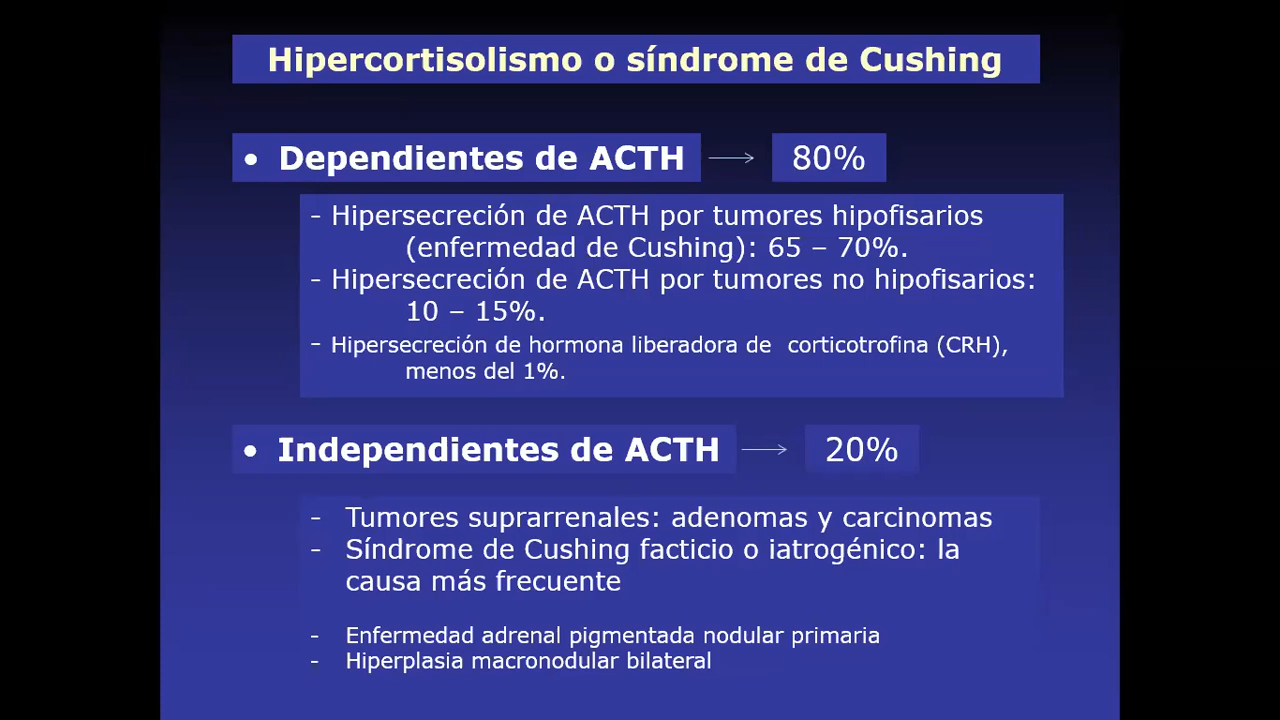 Hipercortisolismo o síndrome de Cushing
• Dependientes de ACTH → 80%
- Hipersecreción de ACTH por tumores hipofisarios
(enfermedad de Cushing): 65 – 70%.
- Hipersecreción de ACTH por tumores no hipofisarios:
10 – 15%.
- Hipersecreción de hormona liberadora de corticotrofina (CRH),
menos del 1%.
• Independientes de ACTH → 20%
- Tumores suprarrenales: adenomas y carcinomas
- Síndrome de Cushing facticio o iatrogénico: la
causa más frecuente
- Enfermedad adrenal pigmentada nodular primaria
- Hiperplasia macronodular bilateral